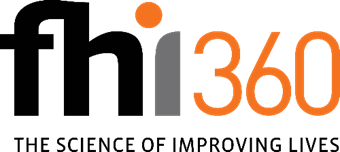 fhi360
THE SCIENCE OF IMPROVING LIVES